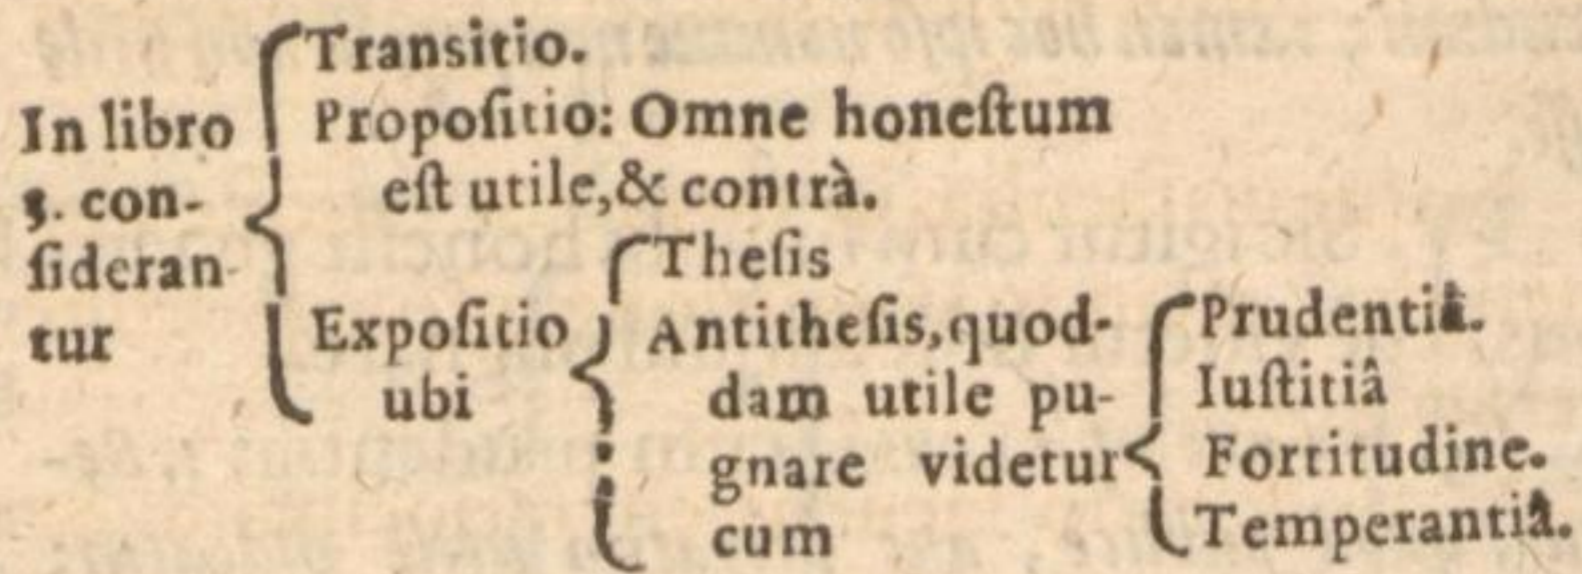 In libro
3. con-
ſideran-
tur
Tranſitio.
Propoſitio: Omne honeſtum
eſt utile, & contrà.
Expoſitio
ubi
Theſis
Antitheſis, quod-
dam utile pu-
gnare videtur
cum
Prudentiâ.
Iuſtitiâ
Fortitudine.
Temperantiâ.